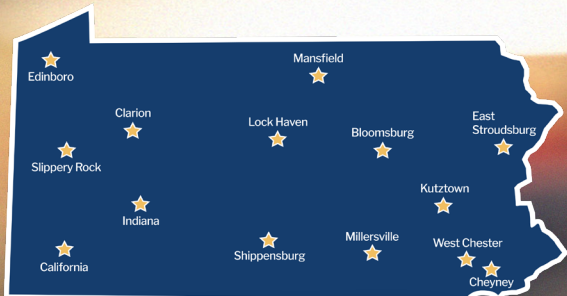 Mansfield
Edinboro
Clarion
Lock Haven
Bloomsburg
East
Stroudsburg
Slippery Rock
Kutztown
Indiana
Shippensburg
Millersville
West Chester
California
Cheyney